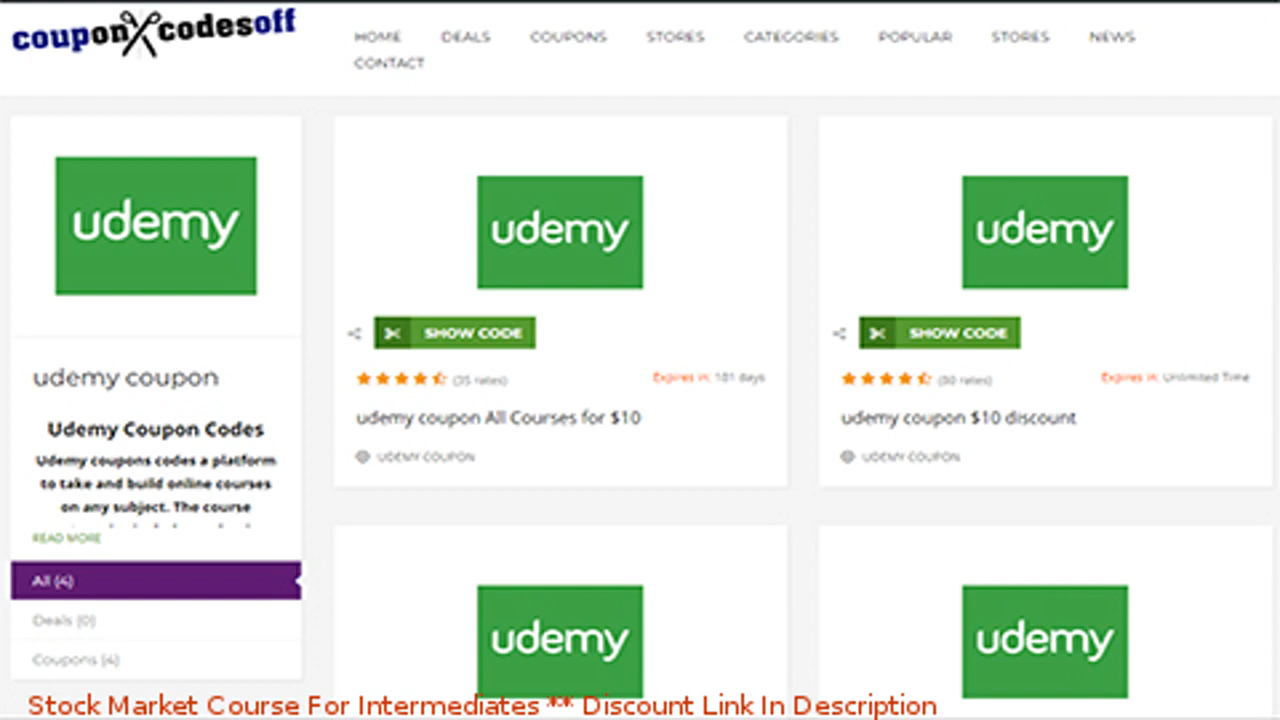 couponXcodesoff
HOME DEALS COUPONS STORES CATEGORIES POPULAR STORES NEWS
CONTACT
udemy
udemy coupon
Udemy Coupon Codes
Udemy coupons codes a platform
to take and build online courses
on any subject. The course
READ MORE
All (4)
Deals (0)
Coupons (4)
udemy
SHOW CODE
(35 rates) Expires in: 181 days
udemy coupon All Courses for $10
UDEMY COUPON
udemy
SHOW CODE
(80 rates) Expires in: Unlimited Time
udemy coupon $10 discount
UDEMY COUPON
udemy
udemy
Stock Market Course For Intermediates ** Discount Link In Description